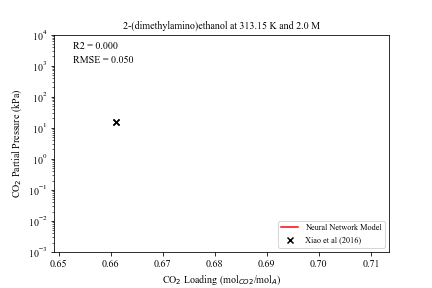 2-(dimethylamino)ethanol at 313.15 K and 2.0 M
R2 = 0.000
RMSE = 0.050
10⁴
10³
10²
10¹
10⁰
10⁻¹
10⁻²
10⁻³
CO₂ Partial Pressure (kPa)
Neural Network Model
Xiao et al (2016)
0.65 0.66 0.67 0.68 0.69 0.70 0.71
CO₂ Loading (mol_CO2/mol_A)